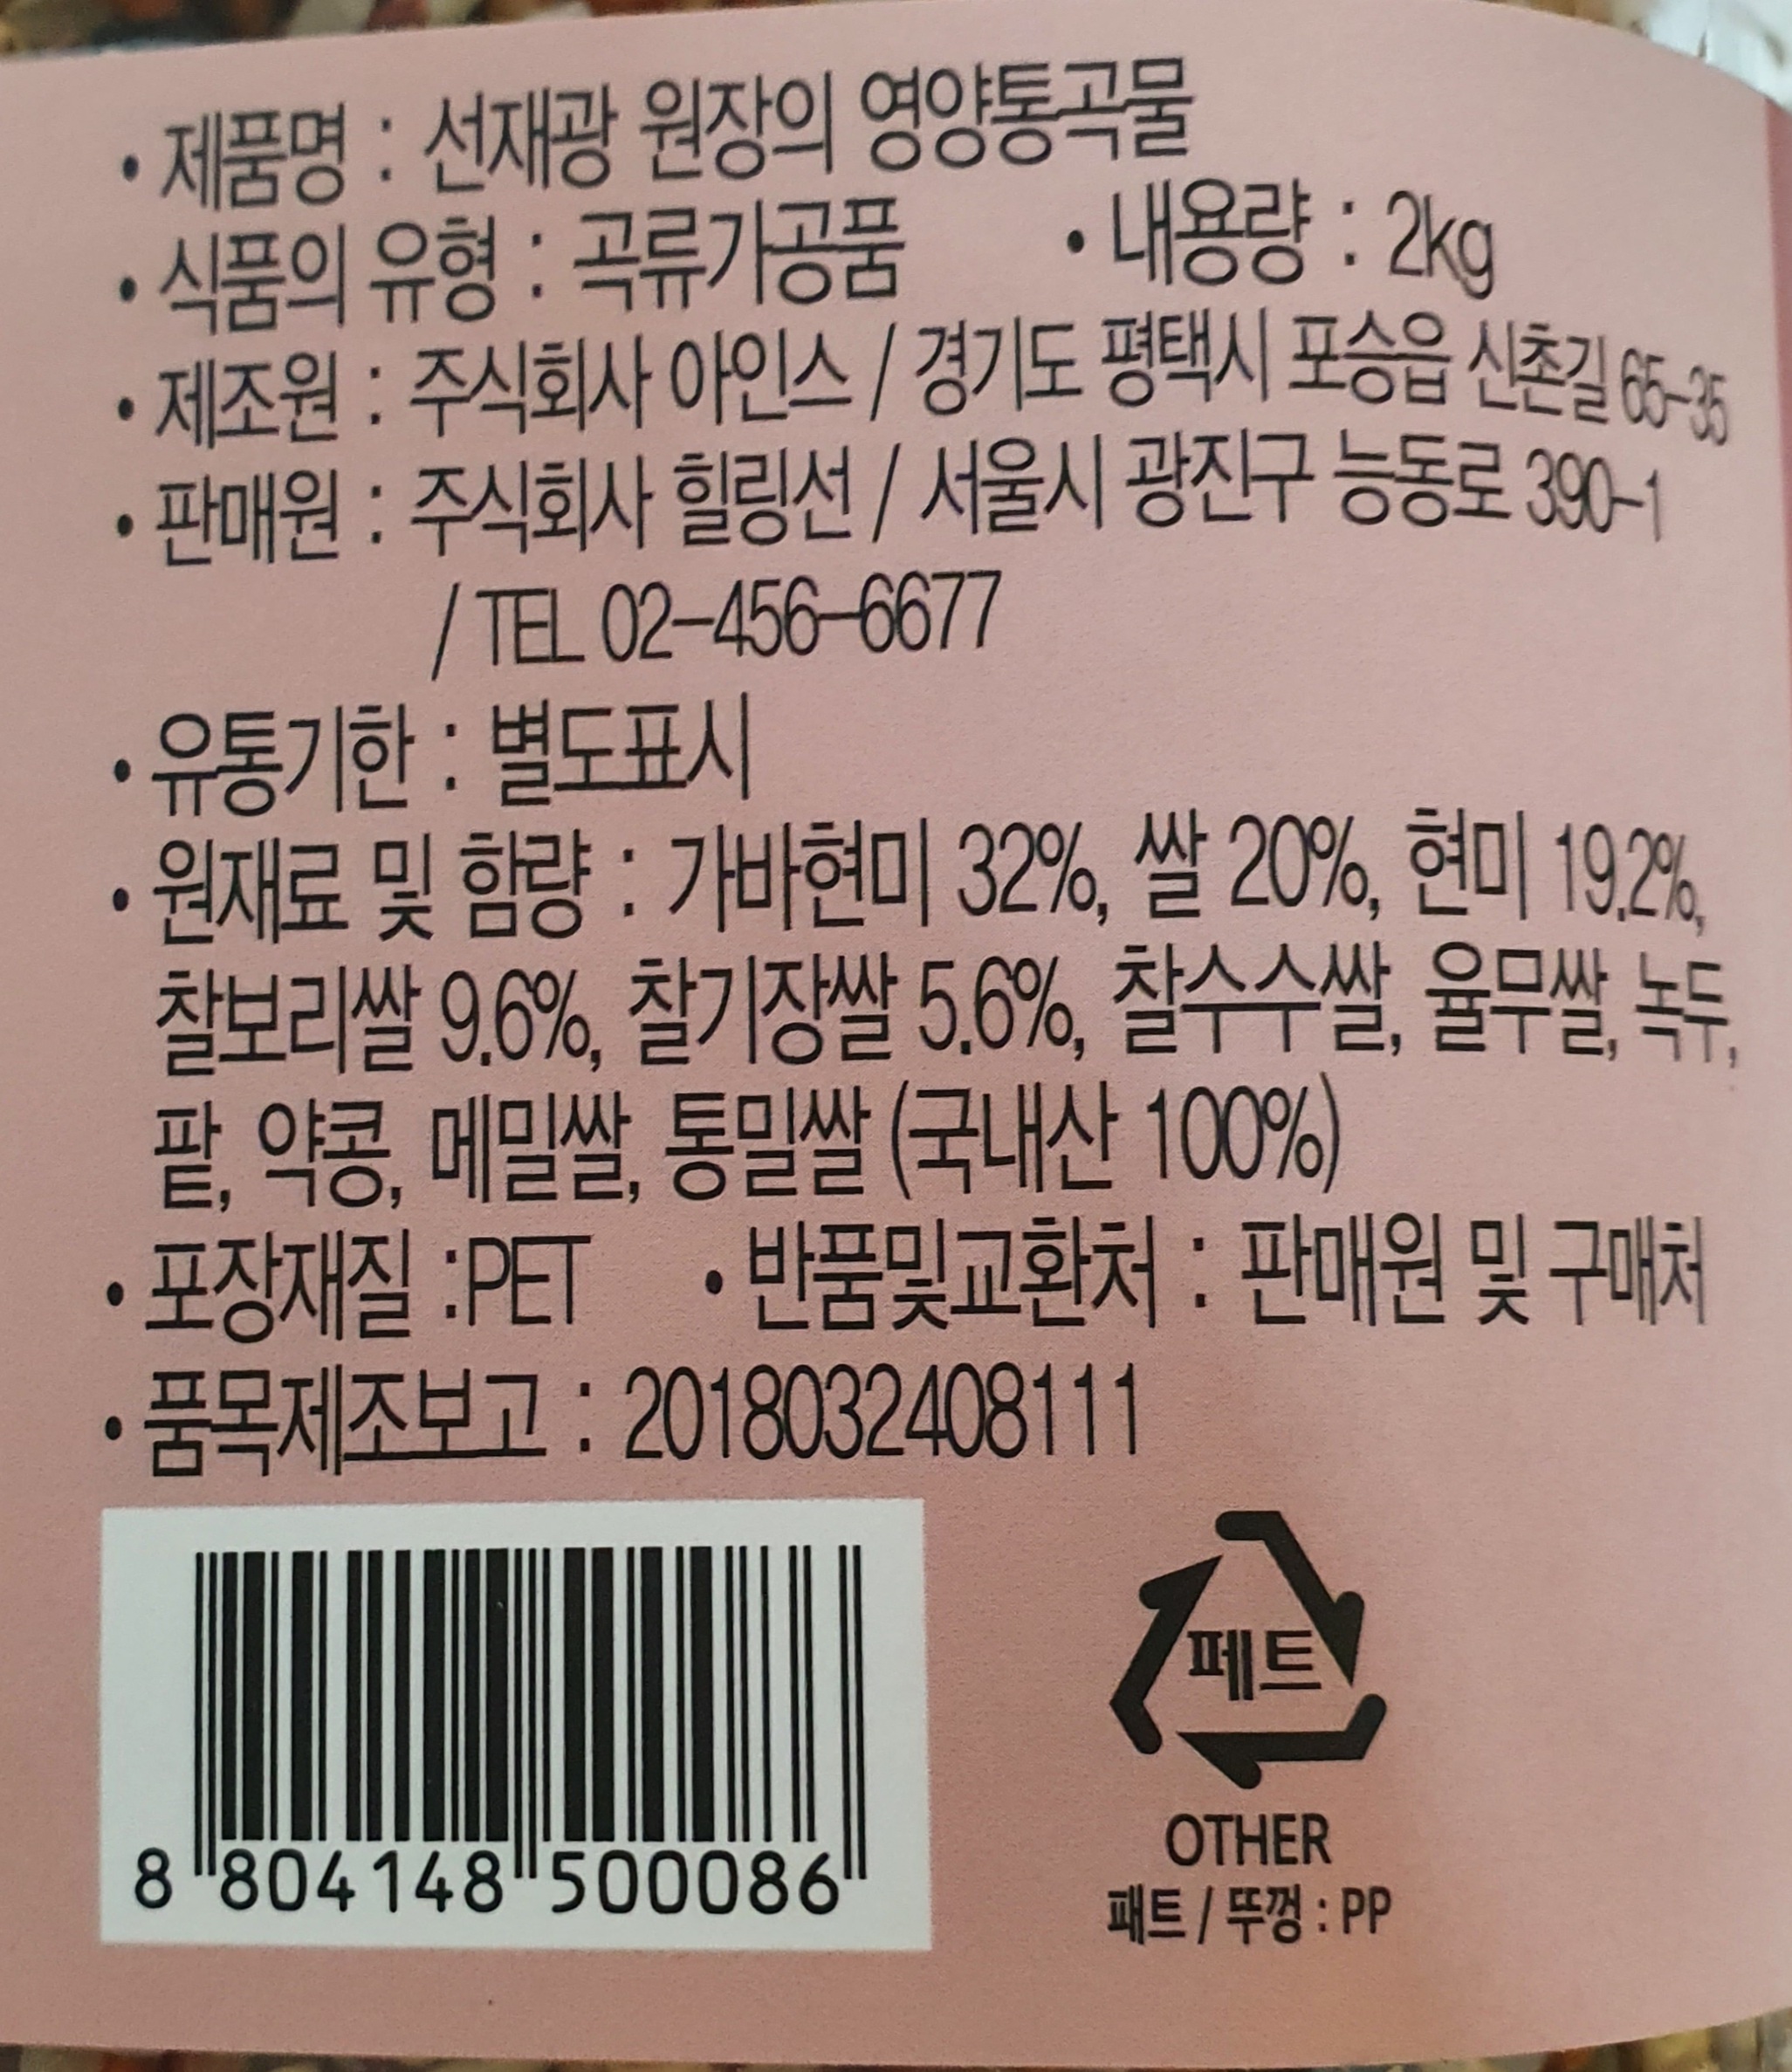 • 제품명 : 선재광 원장의 영양통곡물
• 식품의 유형 : 곡류가공품 • 내용량 : 2kg
• 제조원 : 주식회사 아인스 / 경기도 평택시 포승읍 신촌길 65-35
• 판매원 : 주식회사 힐링선 / 서울시 광진구 능동로 390-1
/ TEL 02-456-6677
• 유통기한 : 별도표시
• 원재료 및 함량 : 가바현미 32%, 쌀 20%, 현미 19.2%,
찰보리쌀 9.6%, 찰기장쌀 5.6%, 찰수수쌀, 율무쌀, 녹두,
팥, 약콩, 메밀쌀, 통밀쌀 (국내산 100%)
• 포장재질 :PET • 반품및교환처 : 판매원 및 구매처
• 품목제조보고 : 2018032408111
8 804148 500086
페트
OTHER
패트 / 뚜껑 : PP